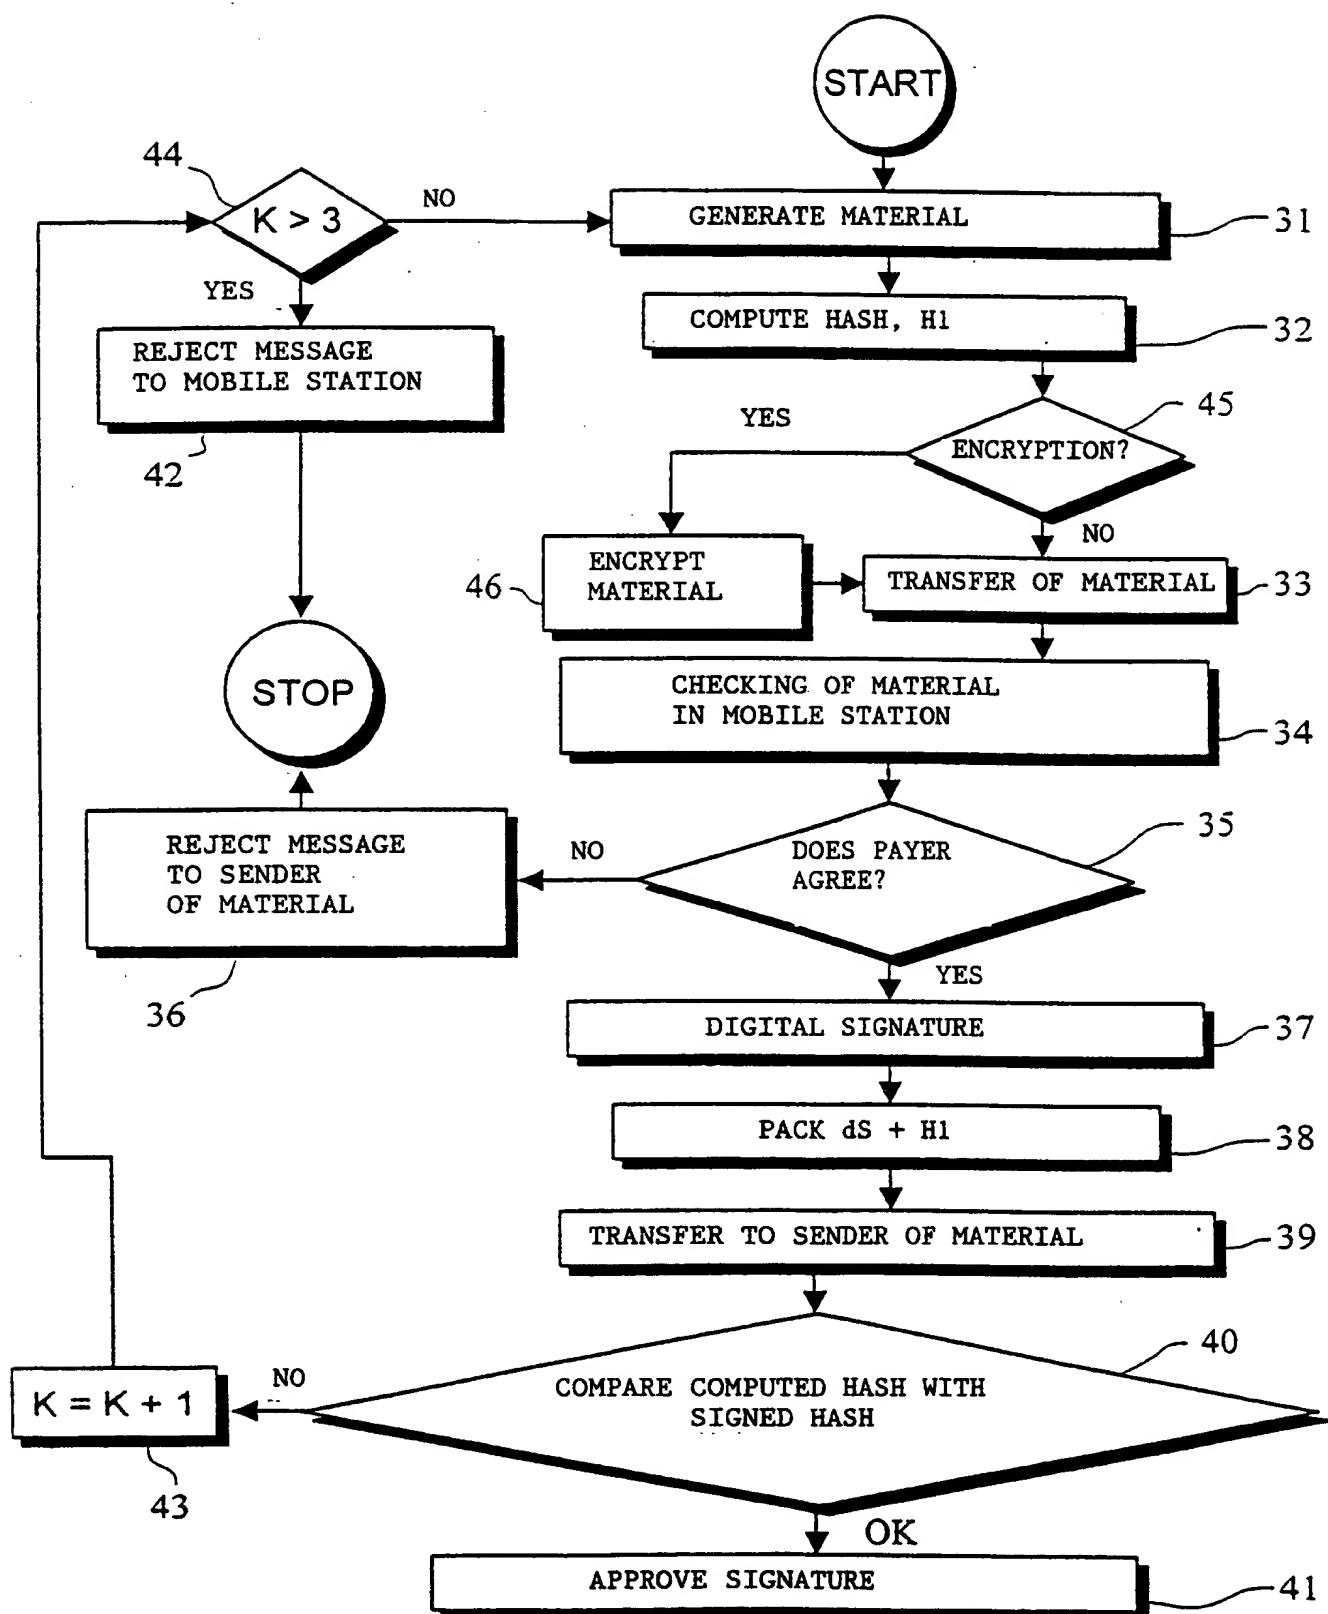 START
44
K > 3
NO
GENERATE MATERIAL
31
YES
COMPUTE HASH, H1
32
REJECT MESSAGE
TO MOBILE STATION
42
YES
ENCRYPTION?
45
NO
ENCRYPT
MATERIAL
46
TRANSFER OF MATERIAL
33
STOP
CHECKING OF MATERIAL
IN MOBILE STATION
34
DOES PAYER
AGREE?
35
NO
REJECT MESSAGE
TO SENDER
OF MATERIAL
36
YES
DIGITAL SIGNATURE
37
PACK dS + H1
38
TRANSFER TO SENDER OF MATERIAL
39
40
COMPARE COMPUTED HASH WITH
SIGNED HASH
NO
K = K + 1
43
OK
APPROVE SIGNATURE
41